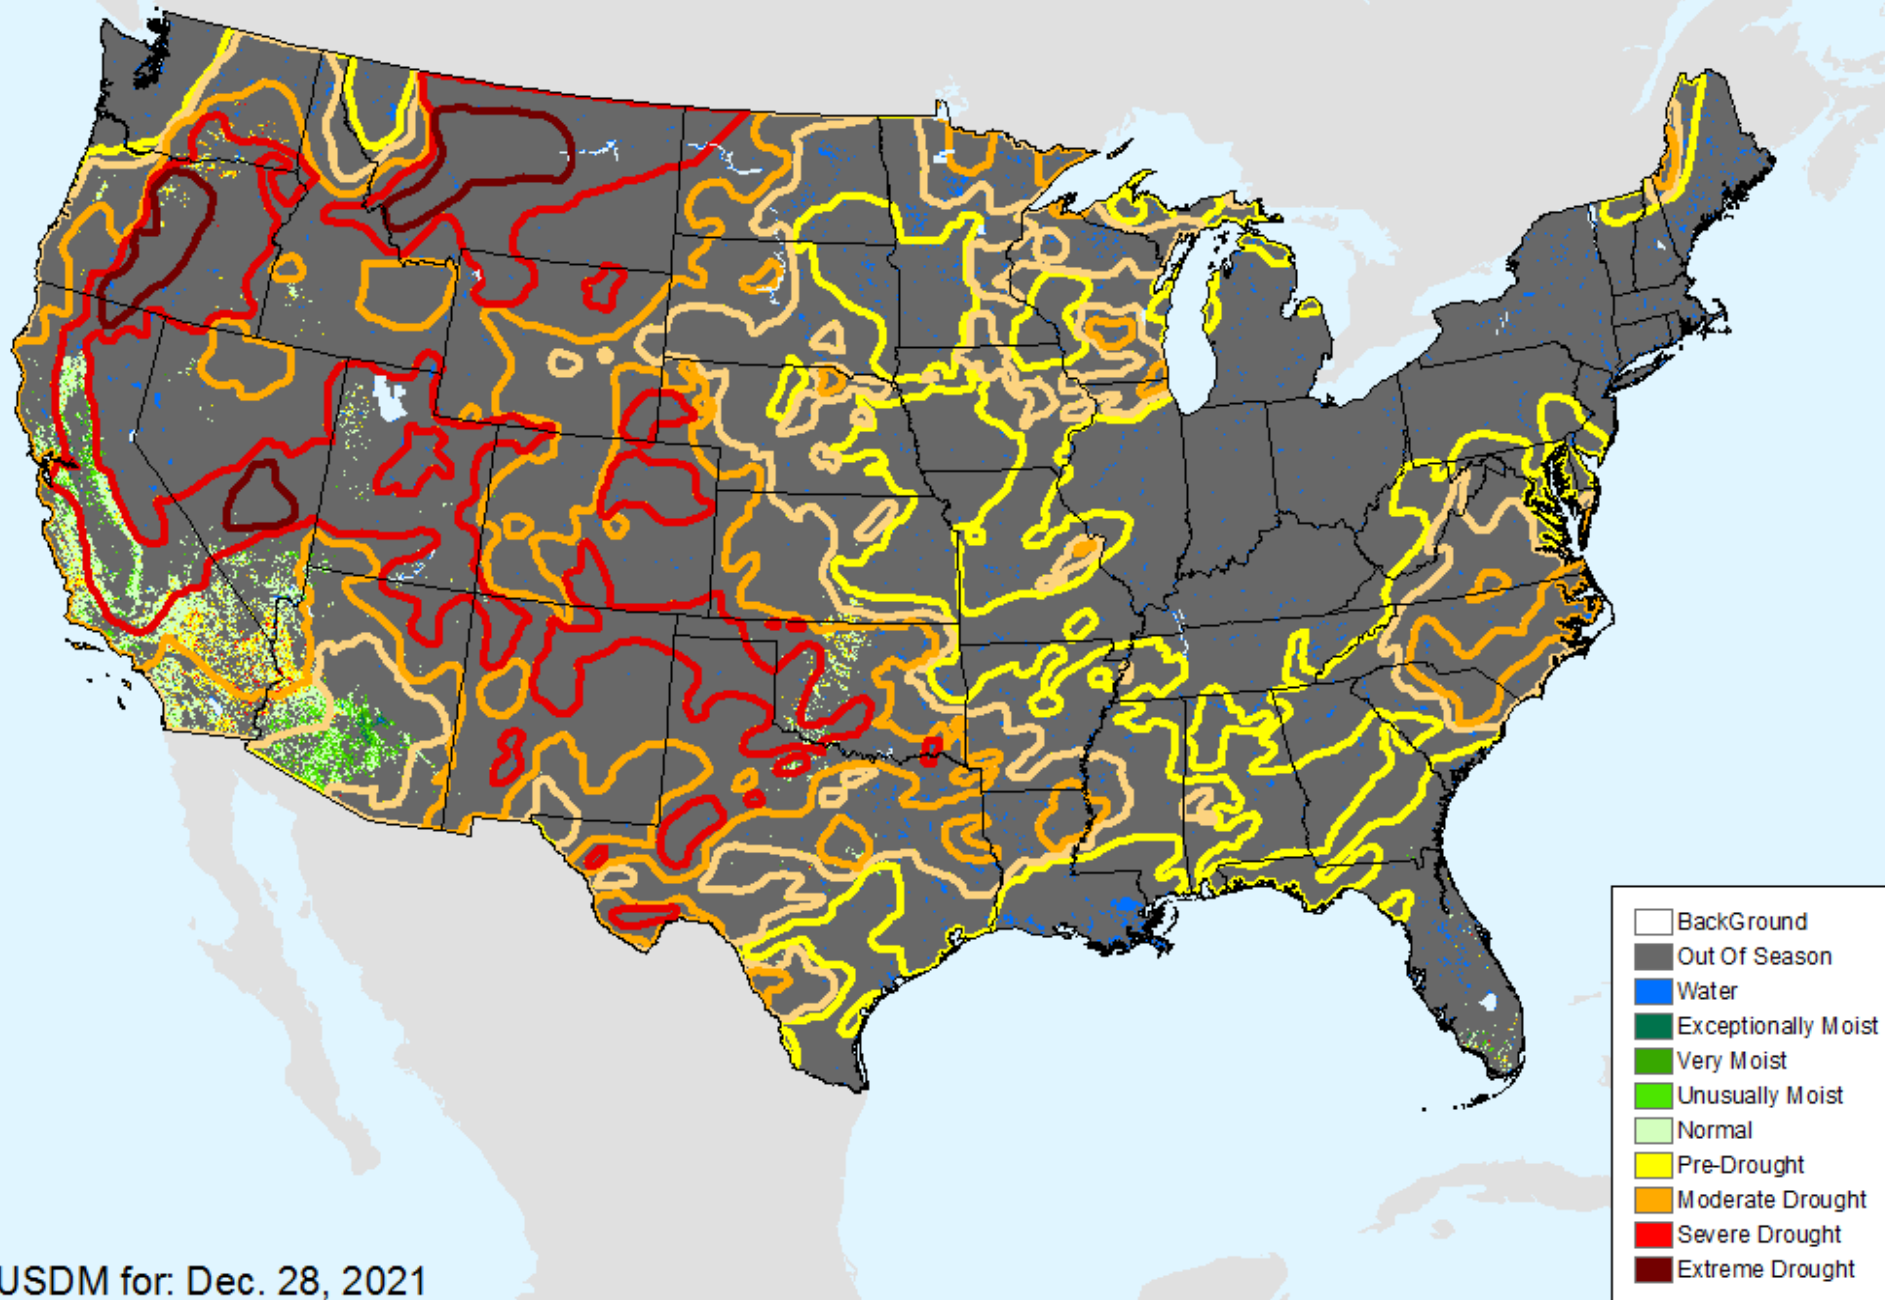 BackGround
Out Of Season
Water
Exceptionally Moist
Very Moist
Unusually Moist
Normal
Pre-Drought
Moderate Drought
Severe Drought
Extreme Drought
USDM for: Dec. 28, 2021